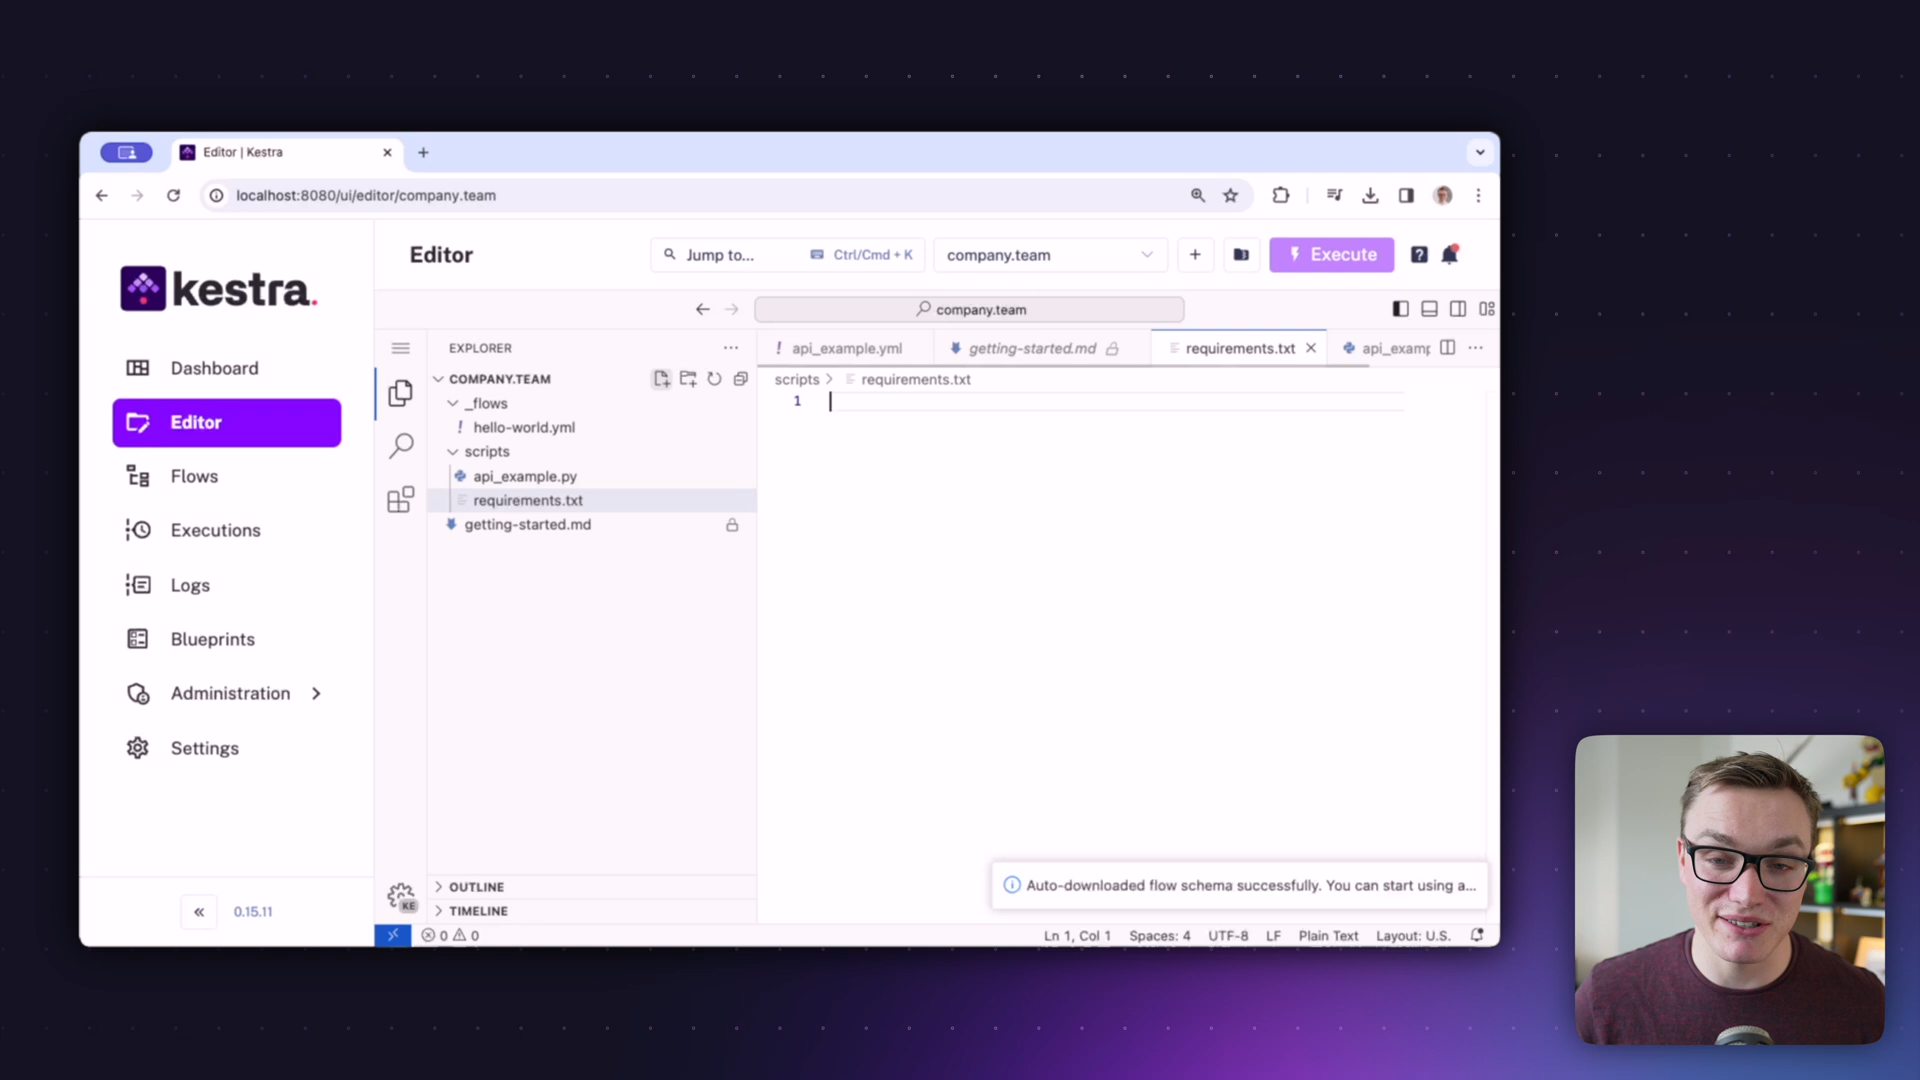 Editor | Kestra
localhost:8080/ui/editor/company.team
kestra.
Dashboard
Editor
Flows
Executions
Logs
Blueprints
Administration
Settings
0.15.11
Editor
Jump to...
Ctrl/Cmd + K
company.team
Execute
company.team
EXPLORER
COMPANY.TEAM
_flows
! hello-world.yml
scripts
api_example.py
requirements.txt
getting-started.md
OUTLINE
TIMELINE
KE
! api_example.yml
getting-started.md
requirements.txt
api_examp
scripts > requirements.txt
1
Auto-downloaded flow schema successfully. You can start using a...
0 0
Ln 1, Col 1
Spaces: 4
UTF-8
LF
Plain Text
Layout: U.S.